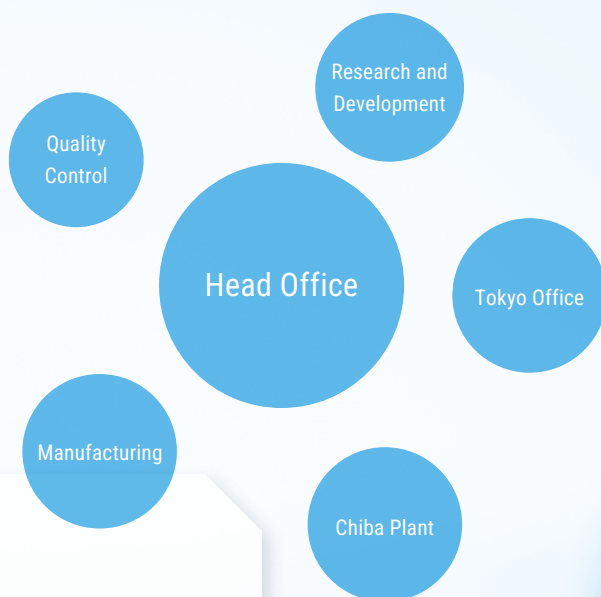 Research and
Development
Quality
Control
Head Office
Tokyo Office
Manufacturing
Chiba Plant